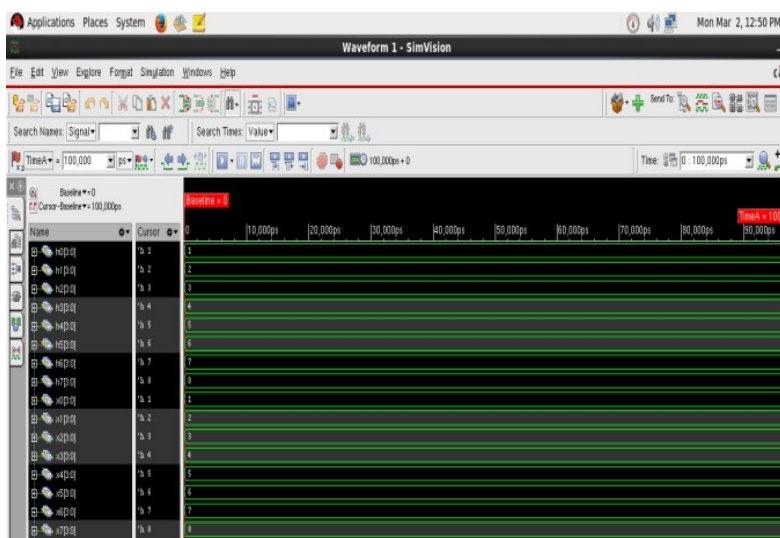 Applications Places System Mon Mar 2, 12:50 PM
Waveform 1 - SimVision
File Edit View Explore Format Simulation Windows Help
Send To:
Search Names: Signal Search Times: Value
TimeA = 100,000 ps 100,000ps + 0 Time: 0 : 100,000ps
Baseline = 0
Cursor-Baseline = 100,000ps
Baseline = 0
TimeA = 100
Name Cursor 0 10,000ps 20,000ps 30,000ps 40,000ps 50,000ps 60,000ps 70,000ps 80,000ps 90,000ps
h0[3:0] 'h 1 1
h1[3:0] 'h 2 2
h2[3:0] 'h 3 3
h3[3:0] 'h 4 4
h4[3:0] 'h 5 5
h5[3:0] 'h 6 6
h6[3:0] 'h 7 7
h7[3:0] 'h 8 8
x0[3:0] 'h 1 1
x1[3:0] 'h 2 2
x2[3:0] 'h 3 3
x3[3:0] 'h 4 4
x4[3:0] 'h 5 5
x5[3:0] 'h 6 6
x6[3:0] 'h 7 7
x7[3:0] 'h 8 8